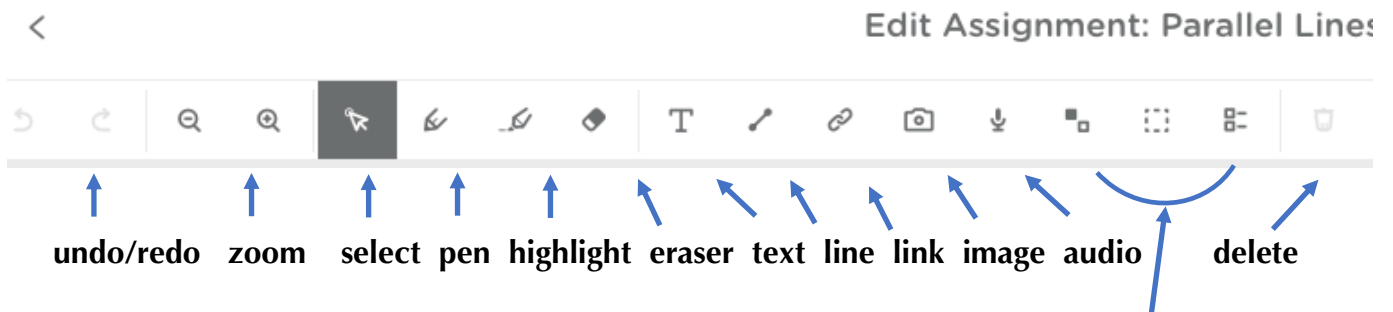 Edit Assignment: Parallel Lines
T
undo/redo zoom select pen highlight eraser text line link image audio delete